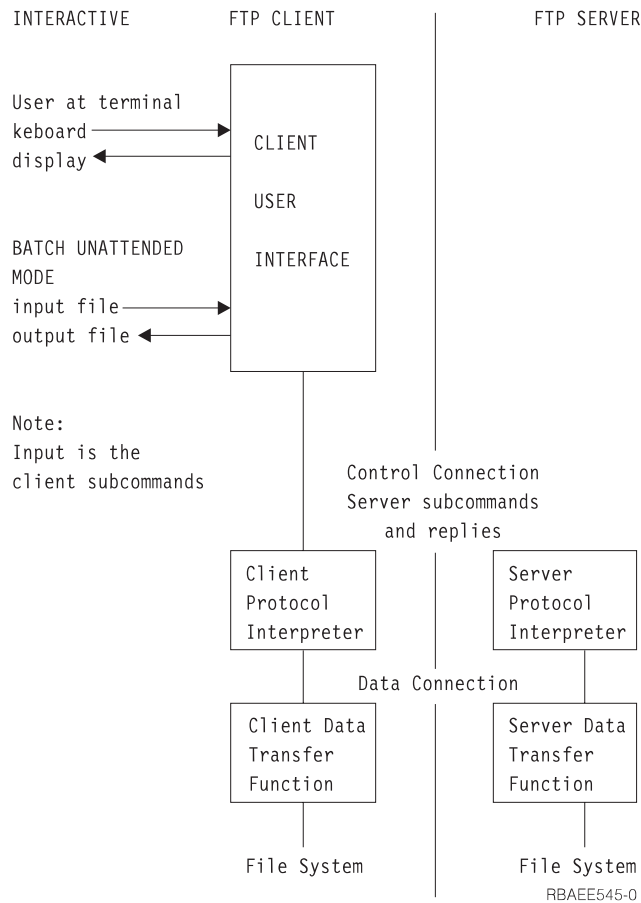 INTERACTIVE FTP CLIENT FTP SERVER
User at terminal
keboard
display
CLIENT
USER
INTERFACE
BATCH UNATTENDED
MODE
input file
output file
Note:
Input is the
client subcommands
Control Connection
Server subcommands
and replies
Client
Protocol
Interpreter
Server
Protocol
Interpreter
Data Connection
Client Data
Transfer
Function
Server Data
Transfer
Function
File System
File System
RBAEE545-0